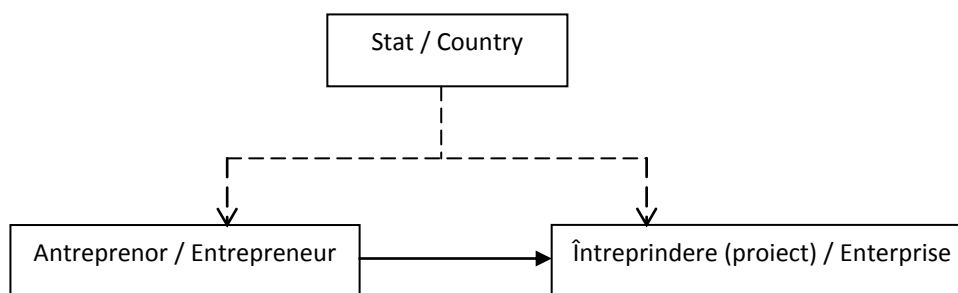 Stat / Country
Antreprenor / Entrepreneur
Întreprindere (proiect) / Enterprise